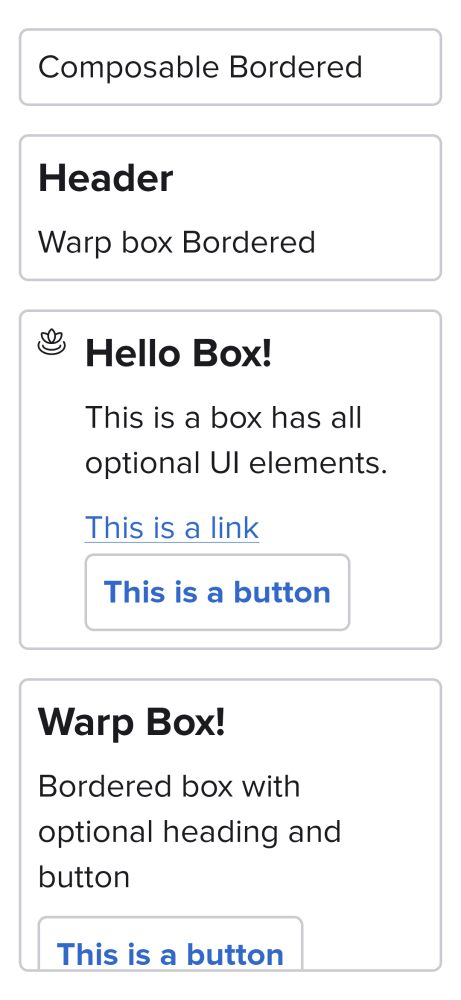 Composable Bordered
Header
Warp box Bordered
Hello Box!
This is a box has all
optional UI elements.
This is a link
This is a button
Warp Box!
Bordered box with
optional heading and
button
This is a button